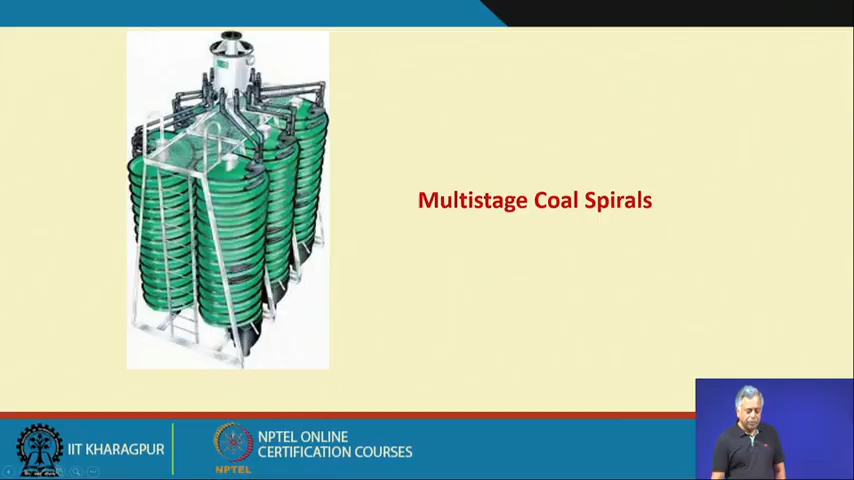 Multistage Coal Spirals
IIT KHARAGPUR
NPTEL
NPTEL ONLINE
CERTIFICATION COURSES